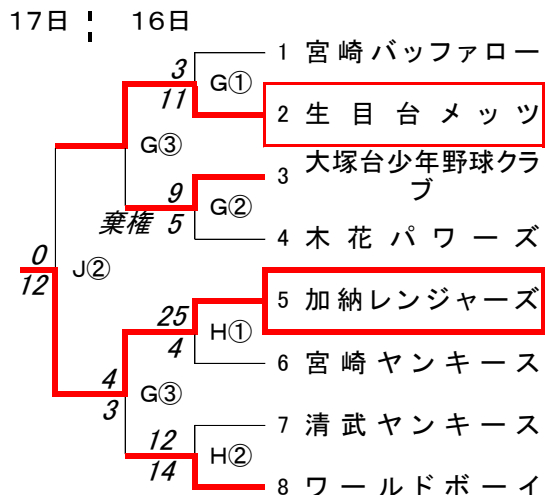 17日 16日
1 宮崎バッファロー
3
G①
11
2 生目台メッツ
G③
3 大塚台少年野球クラ
ブ
9
G②
棄権 5
4 木花パワーズ
0
J②
12
5 加納レンジャーズ
25
H①
4
6 宮崎ヤンキース
4
G③
3
7 清武ヤンキース
12
H②
14
8 ワールドボーイ